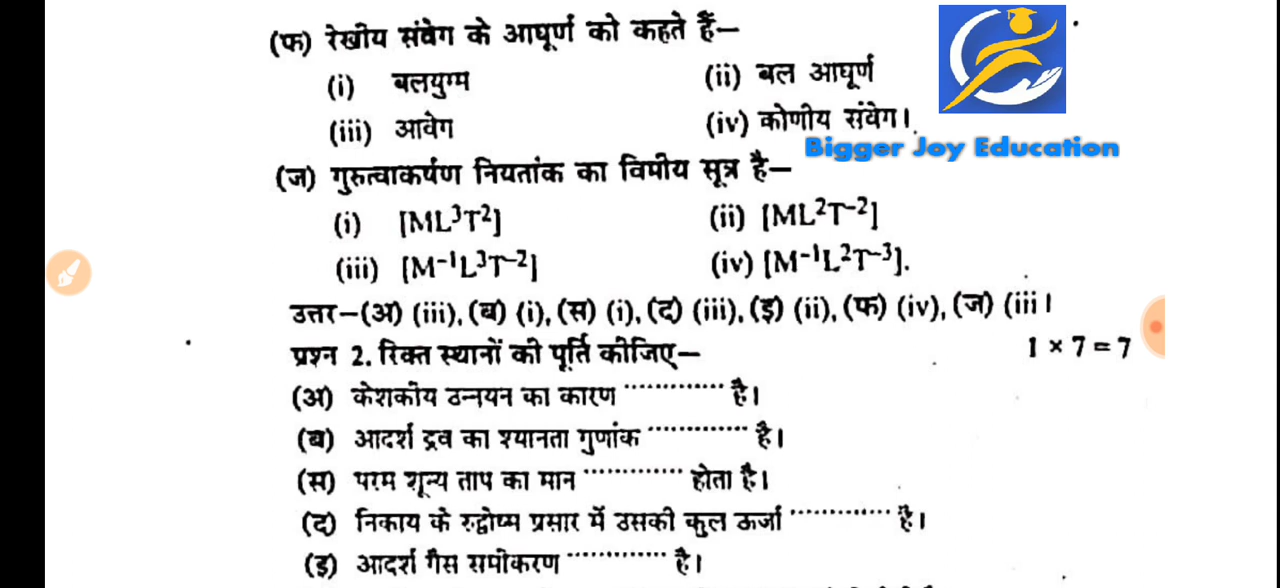 (फ) रेखीय संवेग के आघूर्ण को कहते हैं—
(i) बलयुग्म (ii) बल आघूर्ण
(iii) आवेग (iv) कोणीय संवेग।
Bigger Joy Education
(ज) गुरुत्वाकर्षण नियतांक का विमीय सूत्र है—
(i) [ML³T²] (ii) [ML²T⁻²]
(iii) [M⁻¹L³T⁻²] (iv) [M⁻¹L²T⁻³].
उत्तर—(अ) (iii), (ब) (i), (स) (i), (द) (iii), (इ) (ii), (फ) (iv), (ज) (iii।
प्रश्न 2. रिक्त स्थानों की पूर्ति कीजिए— 1 × 7 = 7
(अ) केशकीय उन्नयन का कारण ............. है।
(ब) आदर्श द्रव का श्यानता गुणांक ............. है।
(स) परम शून्य ताप का मान ............. होता है।
(द) निकाय के रुद्धोष्म प्रसार में उसकी कुल ऊर्जा ............. है।
(इ) आदर्श गैस समीकरण ............. है।